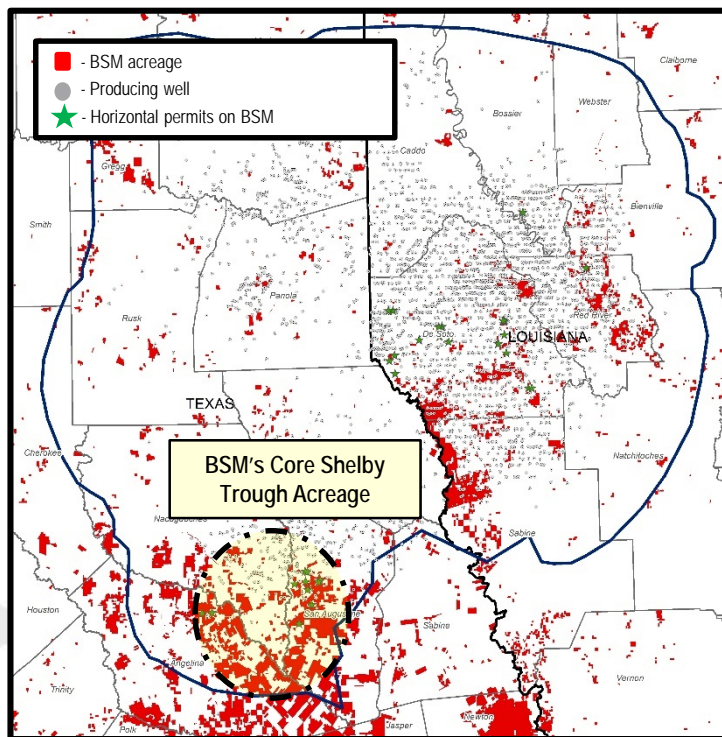 - BSM acreage
- Producing well
- Horizontal permits on BSM
Claiborne
Webster
Bossier
Caddo
Gregg
Bienville
Smith
Panola
Rusk
Red River
De Soto
LOUISIANA
TEXAS
BSM's Core Shelby
Trough Acreage
Cherokee
Natchitoches
Nacogdoches
Sabine
Houston
San Augustine
Sabine
Angelina
Vernon
Trinity
Newton
Polk
Jasper